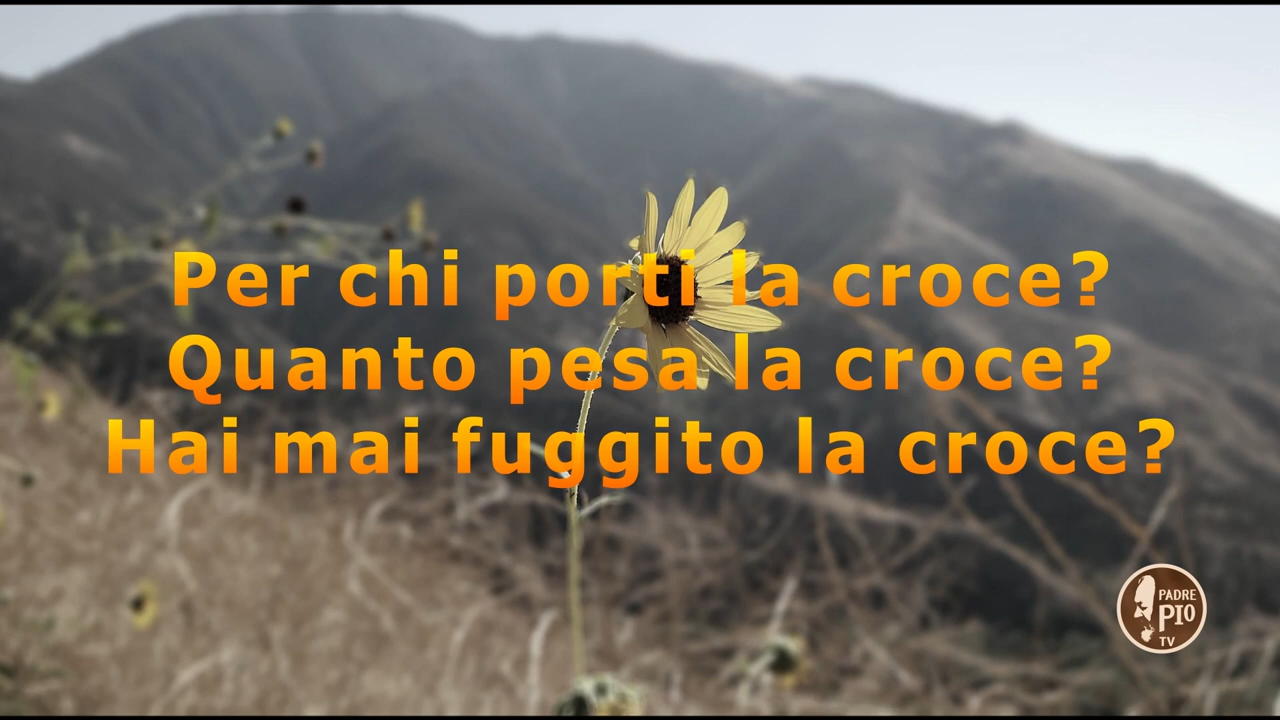 Per chi porti la croce?
Quanto pesa la croce?
Hai mai fuggito la croce?
PADRE
PIO
TV